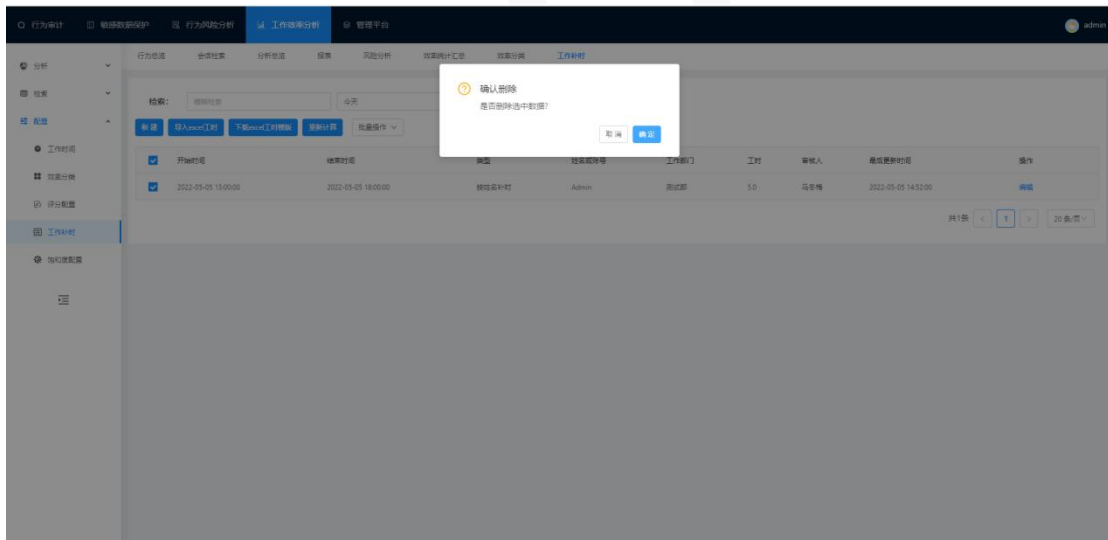 行为审计 敏感数据保护 行为风险分析 工作效率分析 管理平台 admin
行为总览 会话检索 分析总览 报表 风险分析 效率统计汇总 效率分类 工作补时
分析
检索
配置
工作时间
效率分类
评分配置
工作补时
饱和度配置
检索： 模糊检索 今天
新建 导入excel工时 下载excel工时模版 重新计算 批量操作
开始时间 结束时间 类型 姓名或账号 工作部门 工时 审核人 最后更新时间 操作
2022-05-05 13:00:00 2022-05-05 18:00:00 按姓名补时 Admin 测试部 5.0 马冬梅 2022-05-05 14:52:00 编辑
共1条 < 1 > 20 条/页
确认删除
是否删除选中数据?
取消 确定